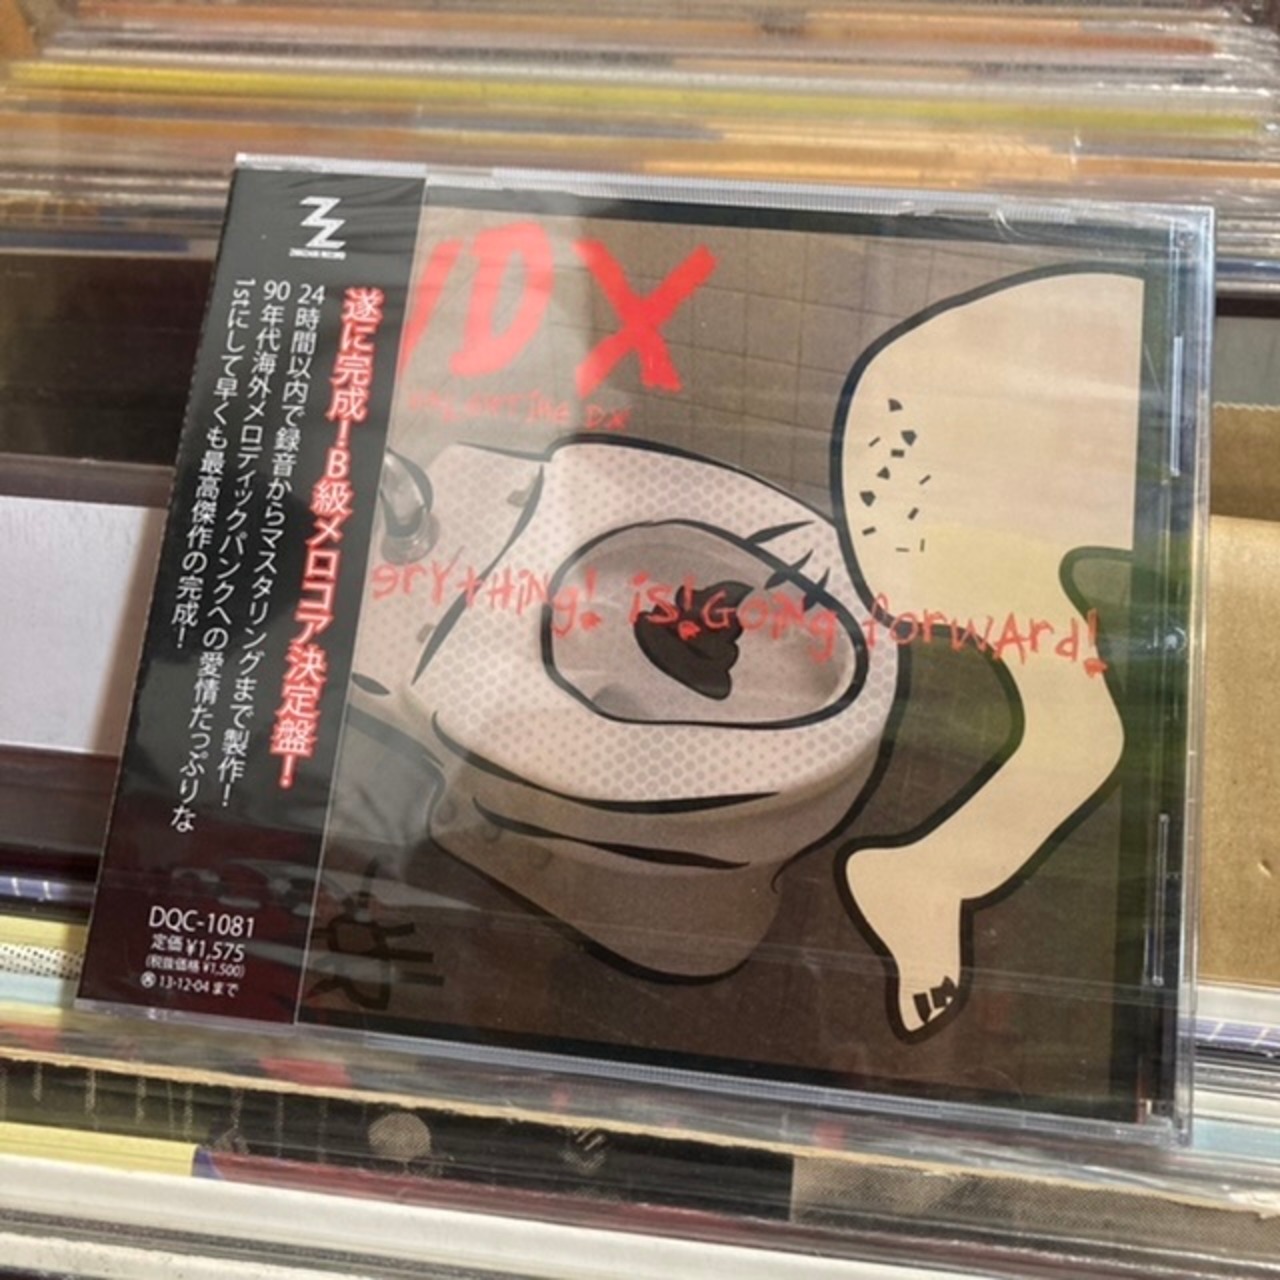 遂に完成！B級メロコア決定盤！
24時間以内で録音からマスタリングまで製作！
90年代海外メロディックパンクへの愛情たっぷりな
1stにして早くも最高傑作の完成！
DQC-1081
定価 ¥1,575
(税抜価格 ¥1,500)
13-12-04 まで
VDX
VALENTINE D.X
erything! is! Going forward!